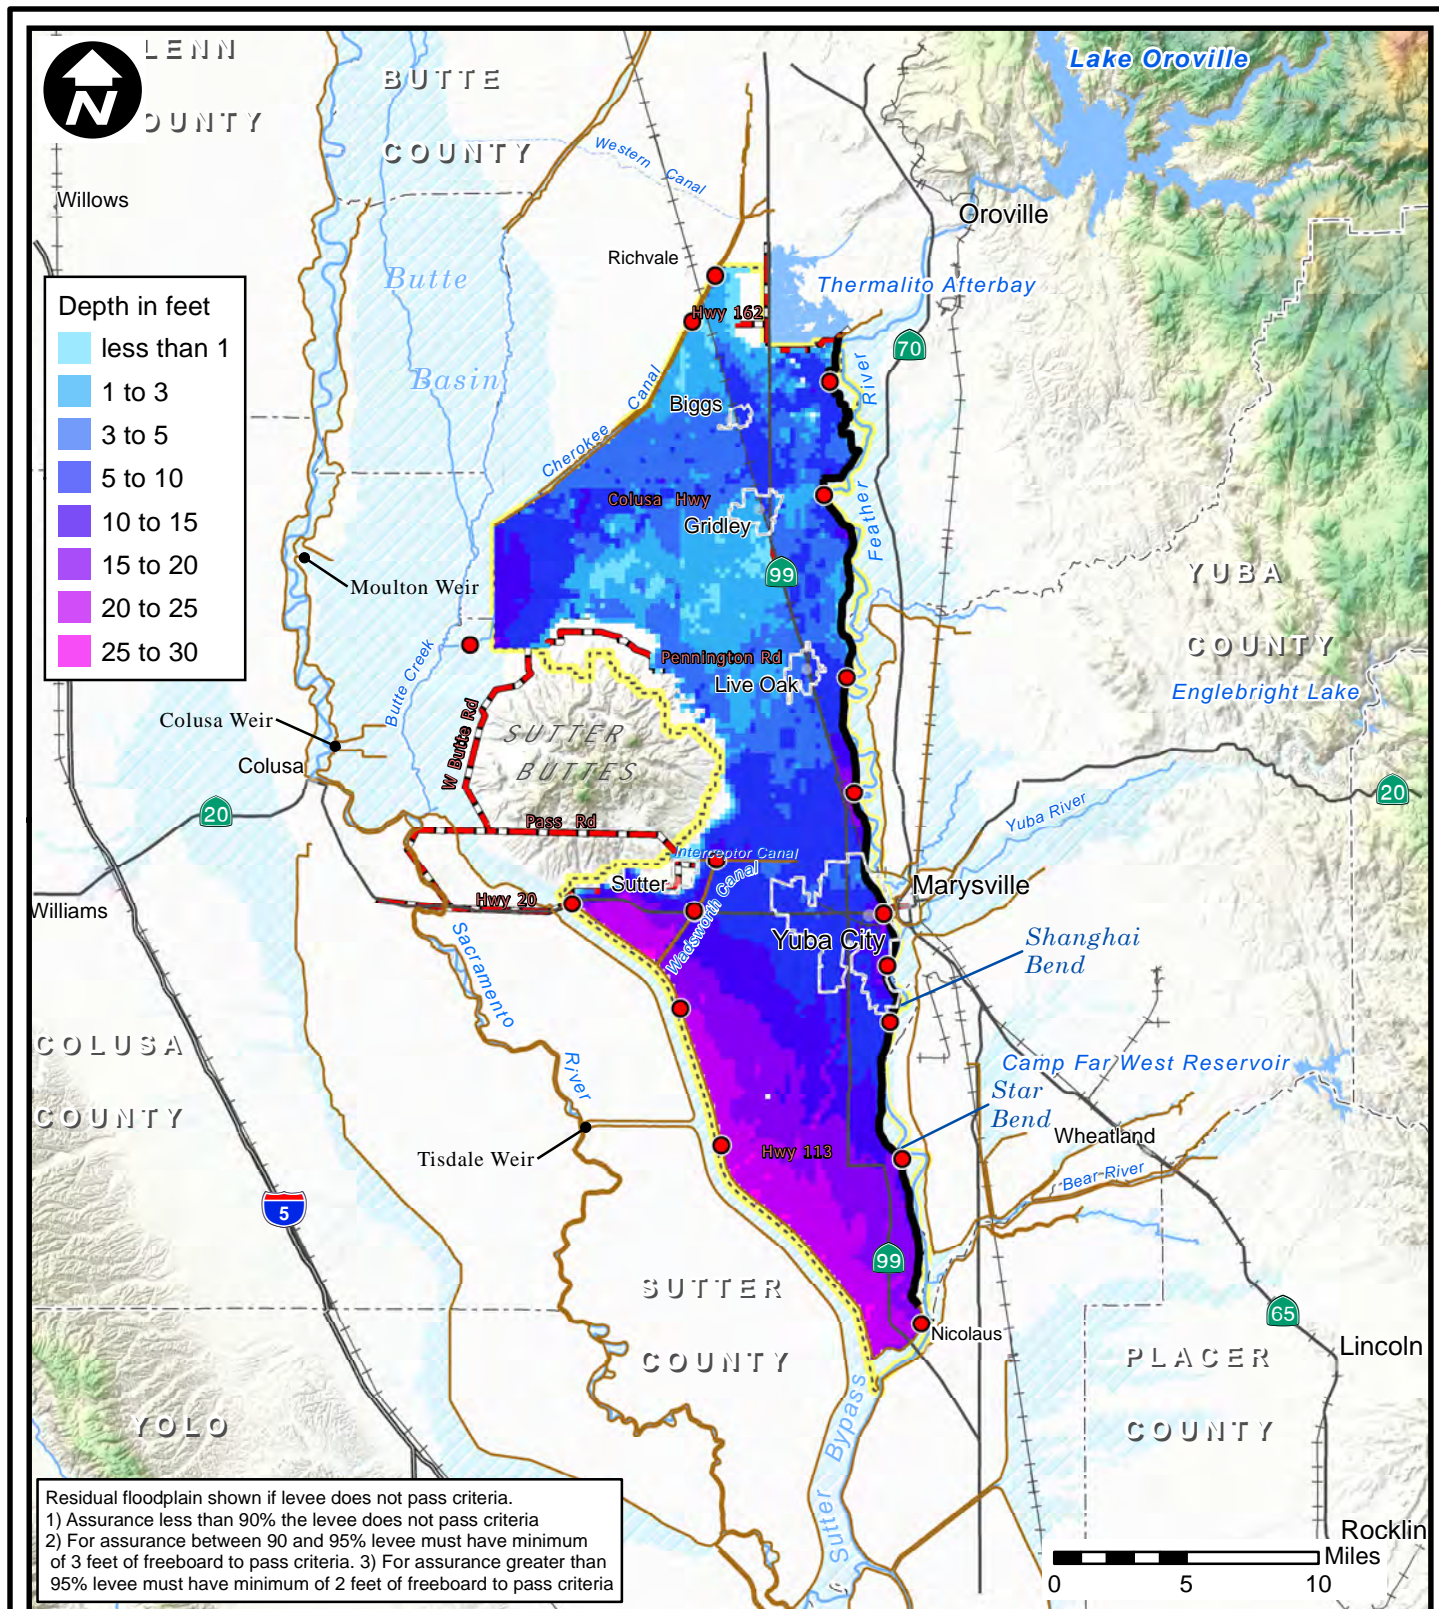 LENN
COUNTY
BUTTE
COUNTY
Lake Oroville
N
Western Canal
Willows
Oroville
Richvale
Butte
Basin
Thermalito Afterbay
Depth in feet
less than 1
1 to 3
3 to 5
5 to 10
10 to 15
15 to 20
20 to 25
25 to 30
Hwy 162
70
Feather River
Biggs
Cherokee Canal
Colusa Hwy
Gridley
99
Moulton Weir
YUBA
COUNTY
Butte Creek
Pennington Rd
Live Oak
Englebright Lake
Colusa Weir
Colusa
W Butte Rd
SUTTER
BUTTES
20
20
Yuba River
Pass Rd
Interceptor Canal
Sutter
Wadsworth Canal
Marysville
Williams
Hwy 20
Yuba City
Shanghai
Bend
Sacramento River
COLUSA
COUNTY
Camp Far West Reservoir
Star
Bend
Wheatland
Tisdale Weir
Hwy 113
Bear River
5
99
SUTTER
COUNTY
65
Nicolaus
Lincoln
PLACER
COUNTY
YOLO
Sutter Bypass
Residual floodplain shown if levee does not pass criteria.
1) Assurance less than 90% the levee does not pass criteria
2) For assurance between 90 and 95% levee must have minimum
of 3 feet of freeboard to pass criteria. 3) For assurance greater than
95% levee must have minimum of 2 feet of freeboard to pass criteria
Rocklin
Miles
0 5 10